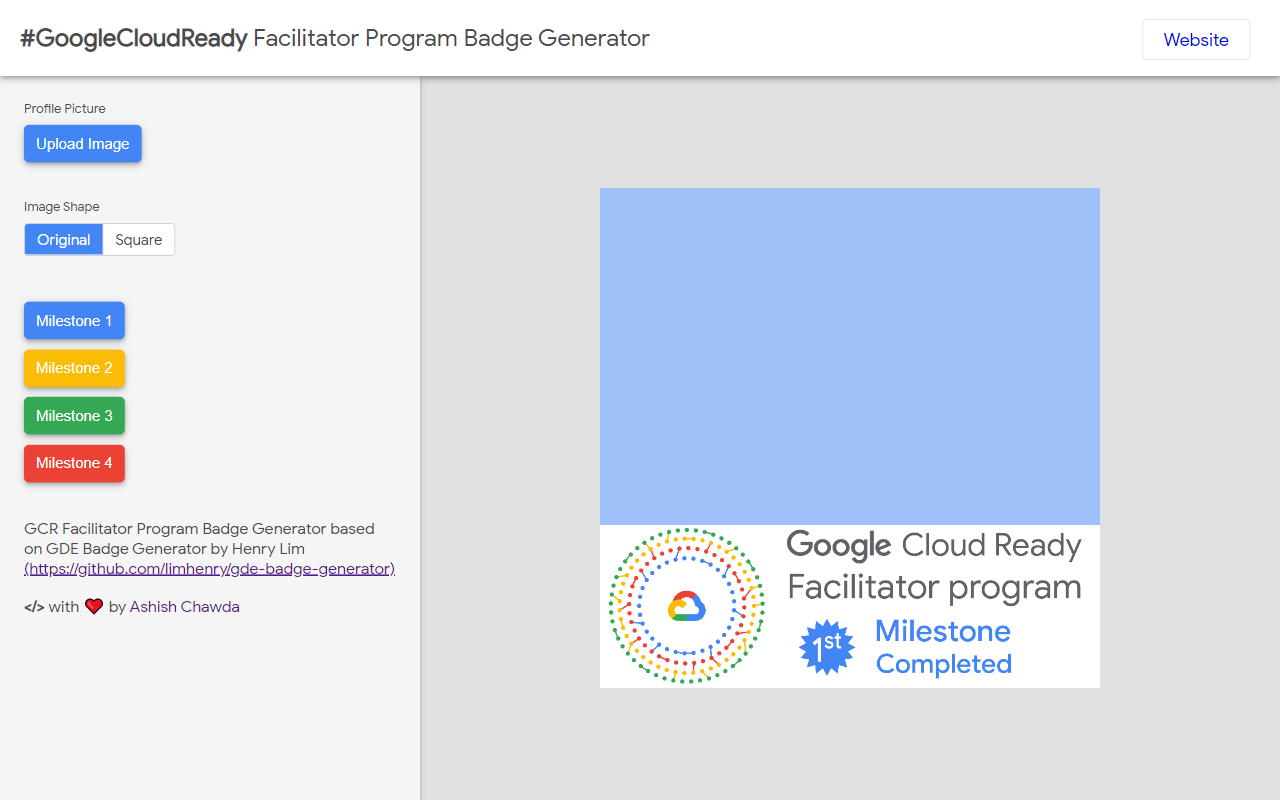 #GoogleCloudReady Facilitator Program Badge Generator
Website
Profile Picture
Upload Image
Image Shape
Original Square
Milestone 1
Milestone 2
Milestone 3
Milestone 4
GCR Facilitator Program Badge Generator based
on GDE Badge Generator by Henry Lim
(https://github.com/limhenry/gde-badge-generator)
</> with ❤ by Ashish Chawda
Google Cloud Ready
Facilitator program
1st Milestone
Completed